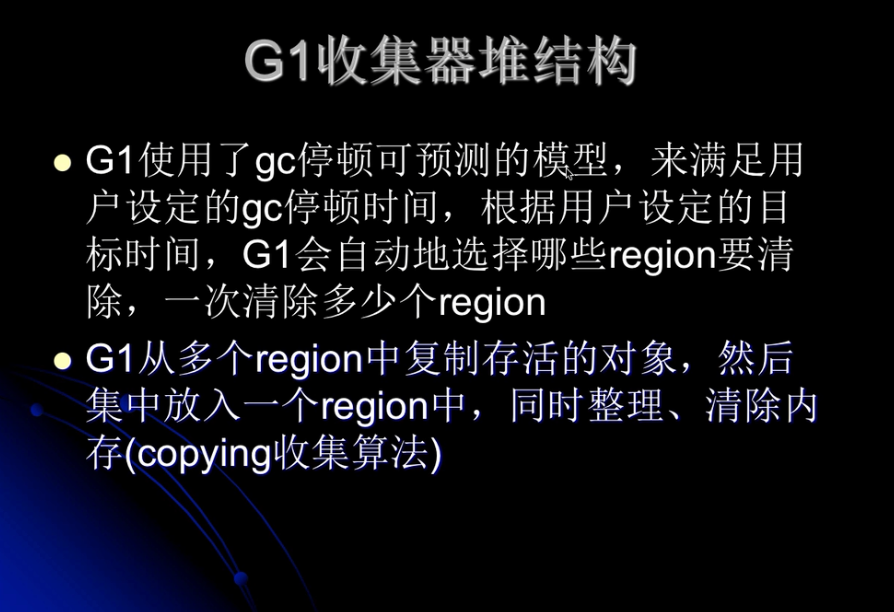 G1收集器堆结构
G1使用了gc停顿可预测的模型，来满足用
户设定的gc停顿时间，根据用户设定的目
标时间，G1会自动地选择哪些region要清
除，一次清除多少个region
G1从多个region中复制存活的对象，然后
集中放入一个region中，同时整理、清除内
存(copying收集算法)